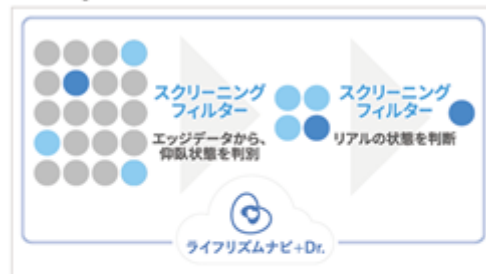 スクリーニング
フィルター
エッジデータから、
仰臥状態を判別
スクリーニング
フィルター
リアルの状態を判断
ライフリズムナビ+Dr.